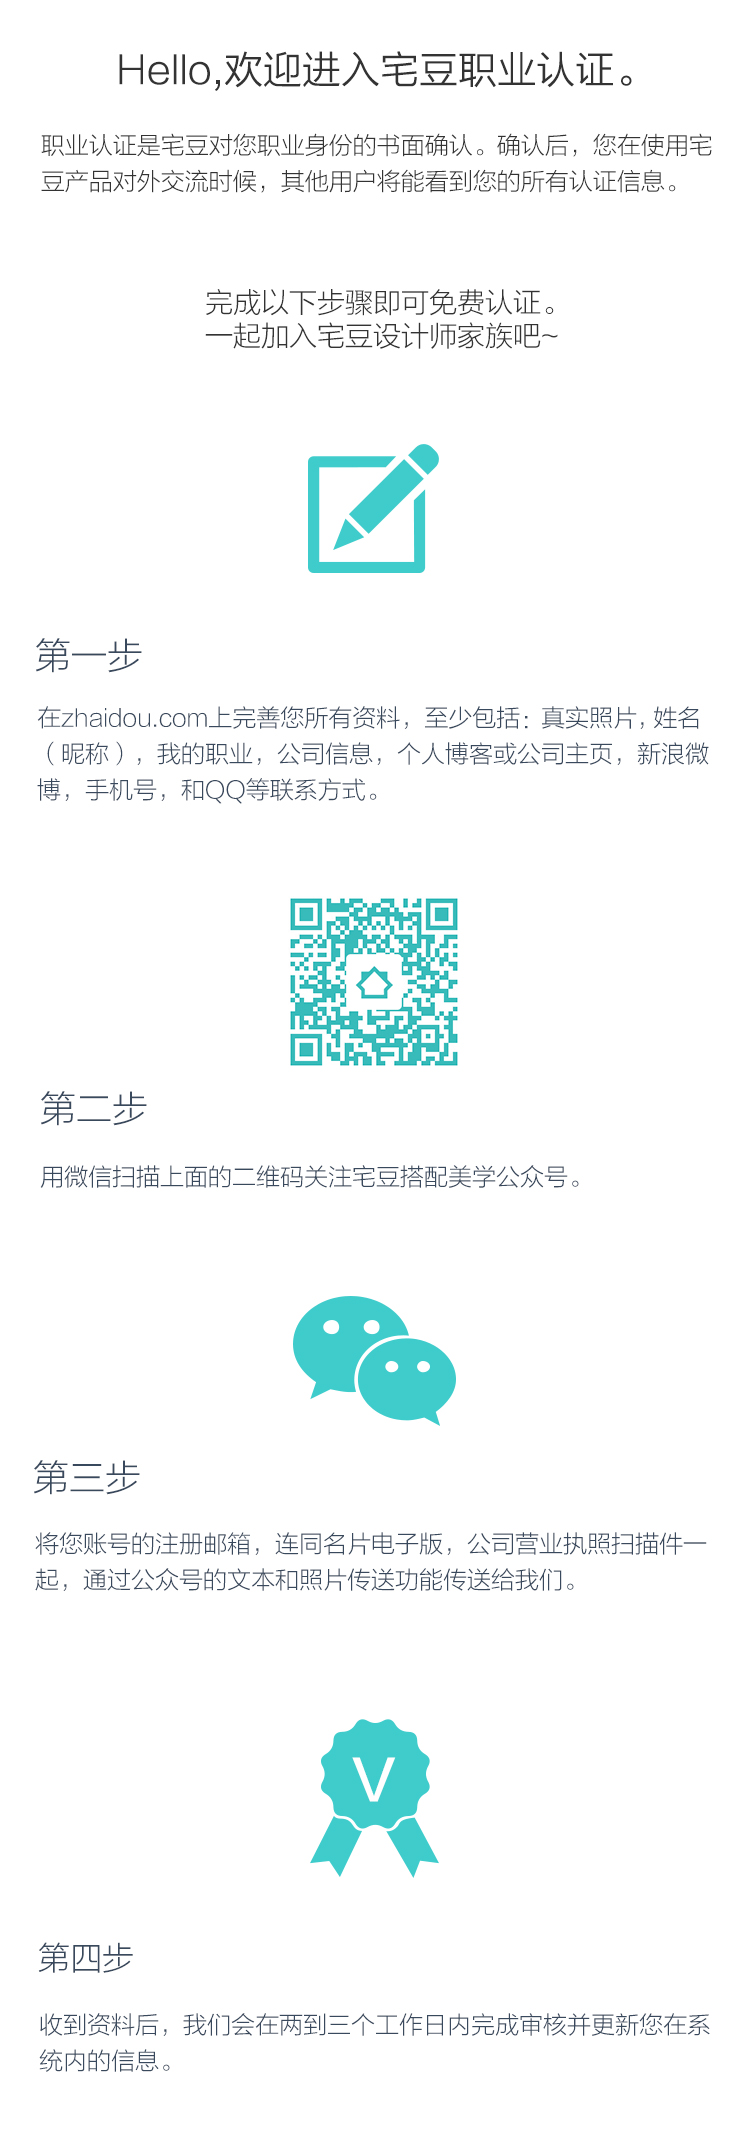 Hello,欢迎进入宅豆职业认证。
职业认证是宅豆对您职业身份的书面确认。确认后，您在使用宅
豆产品对外交流时候，其他用户将能看到您的所有认证信息。
完成以下步骤即可免费认证。
一起加入宅豆设计师家族吧~
第一步
在zhaidou.com上完善您所有资料，至少包括：真实照片, 姓名
（昵称），我的职业，公司信息，个人博客或公司主页，新浪微
博，手机号，和QQ等联系方式。
第二步
用微信扫描上面的二维码关注宅豆搭配美学公众号。
第三步
将您账号的注册邮箱，连同名片电子版，公司营业执照扫描件一
起，通过公众号的文本和照片传送功能传送给我们。
V
第四步
收到资料后，我们会在两到三个工作日内完成审核并更新您在系
统内的信息。